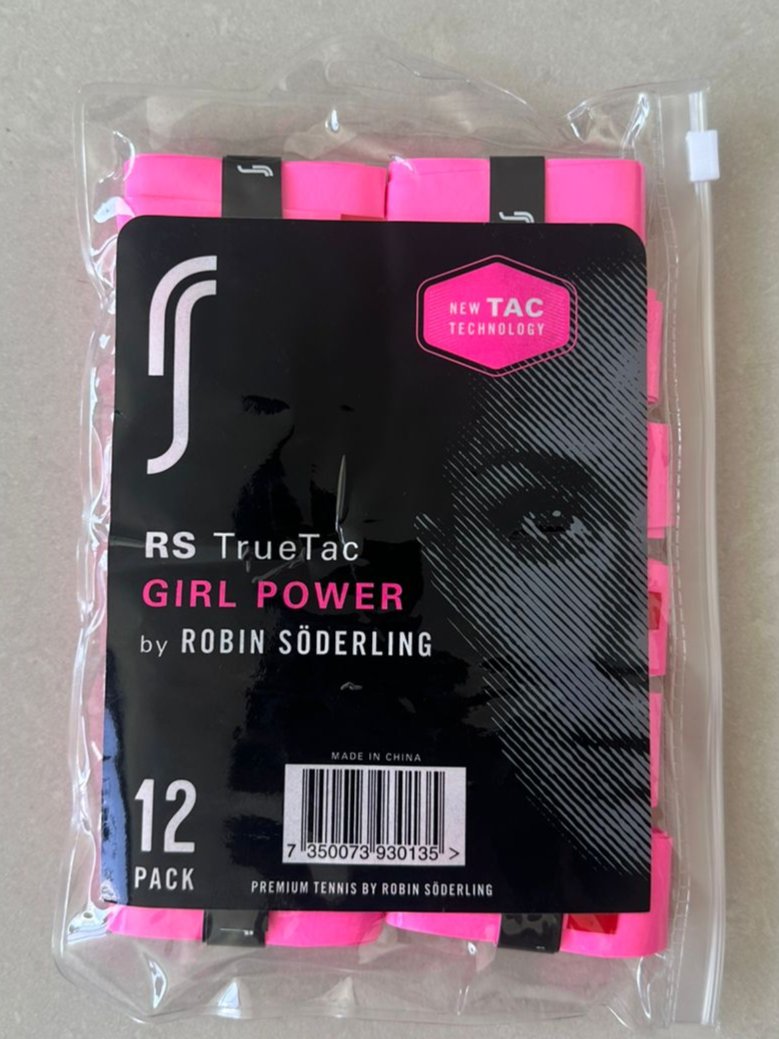 NEW TAC
TECHNOLOGY
RS TrueTac
GIRL POWER
by ROBIN SÖDERLING
MADE IN CHINA
7 350073 930135 >
12
PACK
PREMIUM TENNIS BY ROBIN SÖDERLING